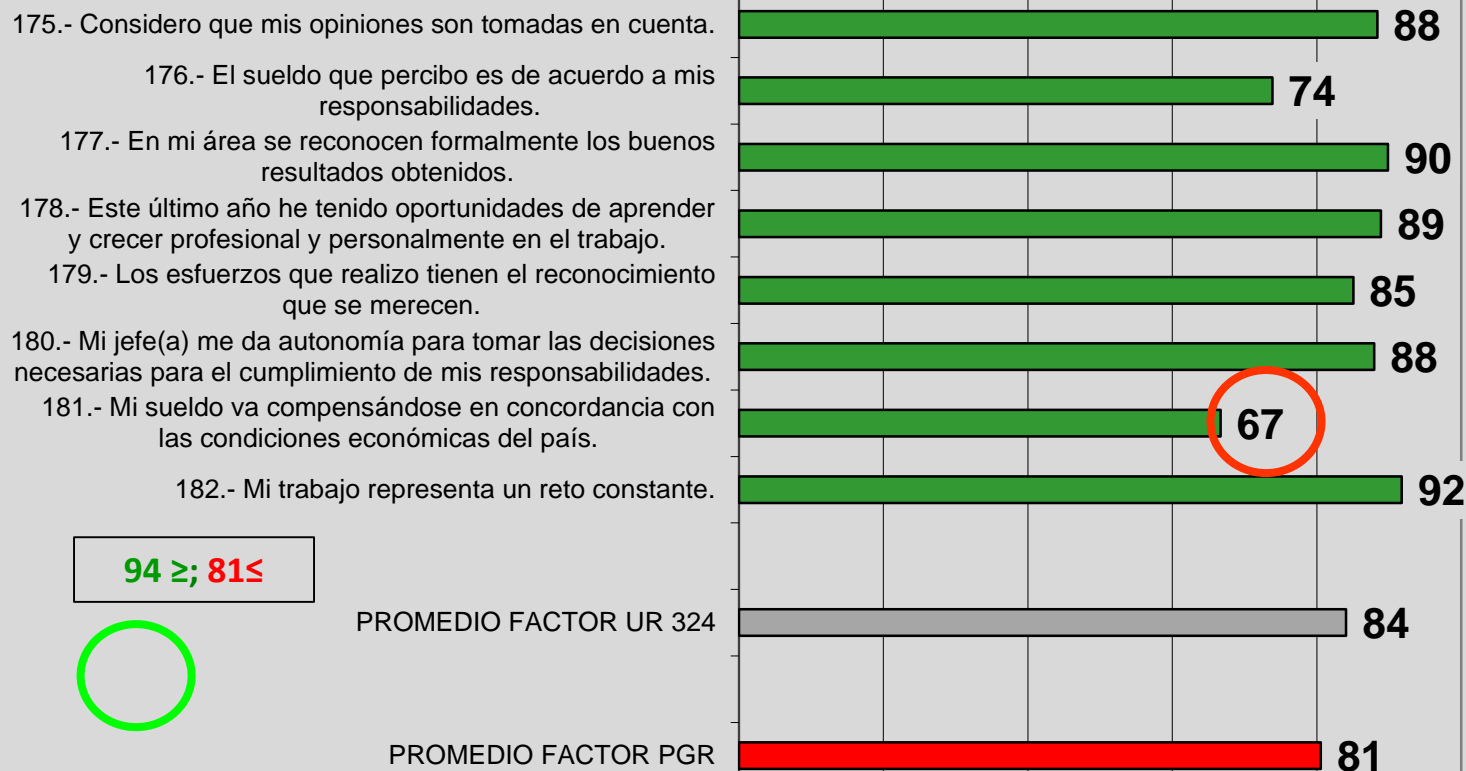 175.- Considero que mis opiniones son tomadas en cuenta.
88
176.- El sueldo que percibo es de acuerdo a mis
responsabilidades.
74
177.- En mi área se reconocen formalmente los buenos
resultados obtenidos.
90
178.- Este último año he tenido oportunidades de aprender
y crecer profesional y personalmente en el trabajo.
89
179.- Los esfuerzos que realizo tienen el reconocimiento
que se merecen.
85
180.- Mi jefe(a) me da autonomía para tomar las decisiones
necesarias para el cumplimiento de mis responsabilidades.
88
181.- Mi sueldo va compensándose en concordancia con
las condiciones económicas del país.
67
182.- Mi trabajo representa un reto constante.
92
94 ≥; 81≤
PROMEDIO FACTOR UR 324
84
PROMEDIO FACTOR PGR
81